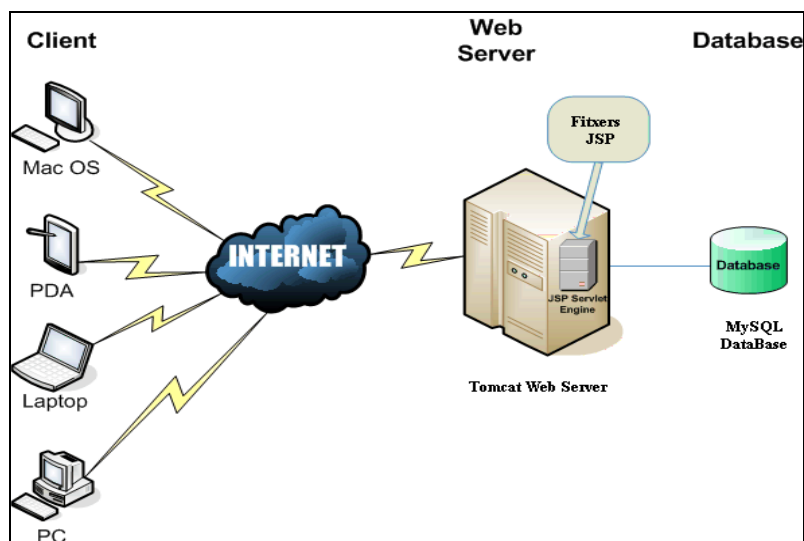 Client
Web
Server
Database
Fitxers
JSP
Mac OS
PDA
INTERNET
JSP Servlet
Engine
Database
MySQL
DataBase
Laptop
Tomcat Web Server
PC